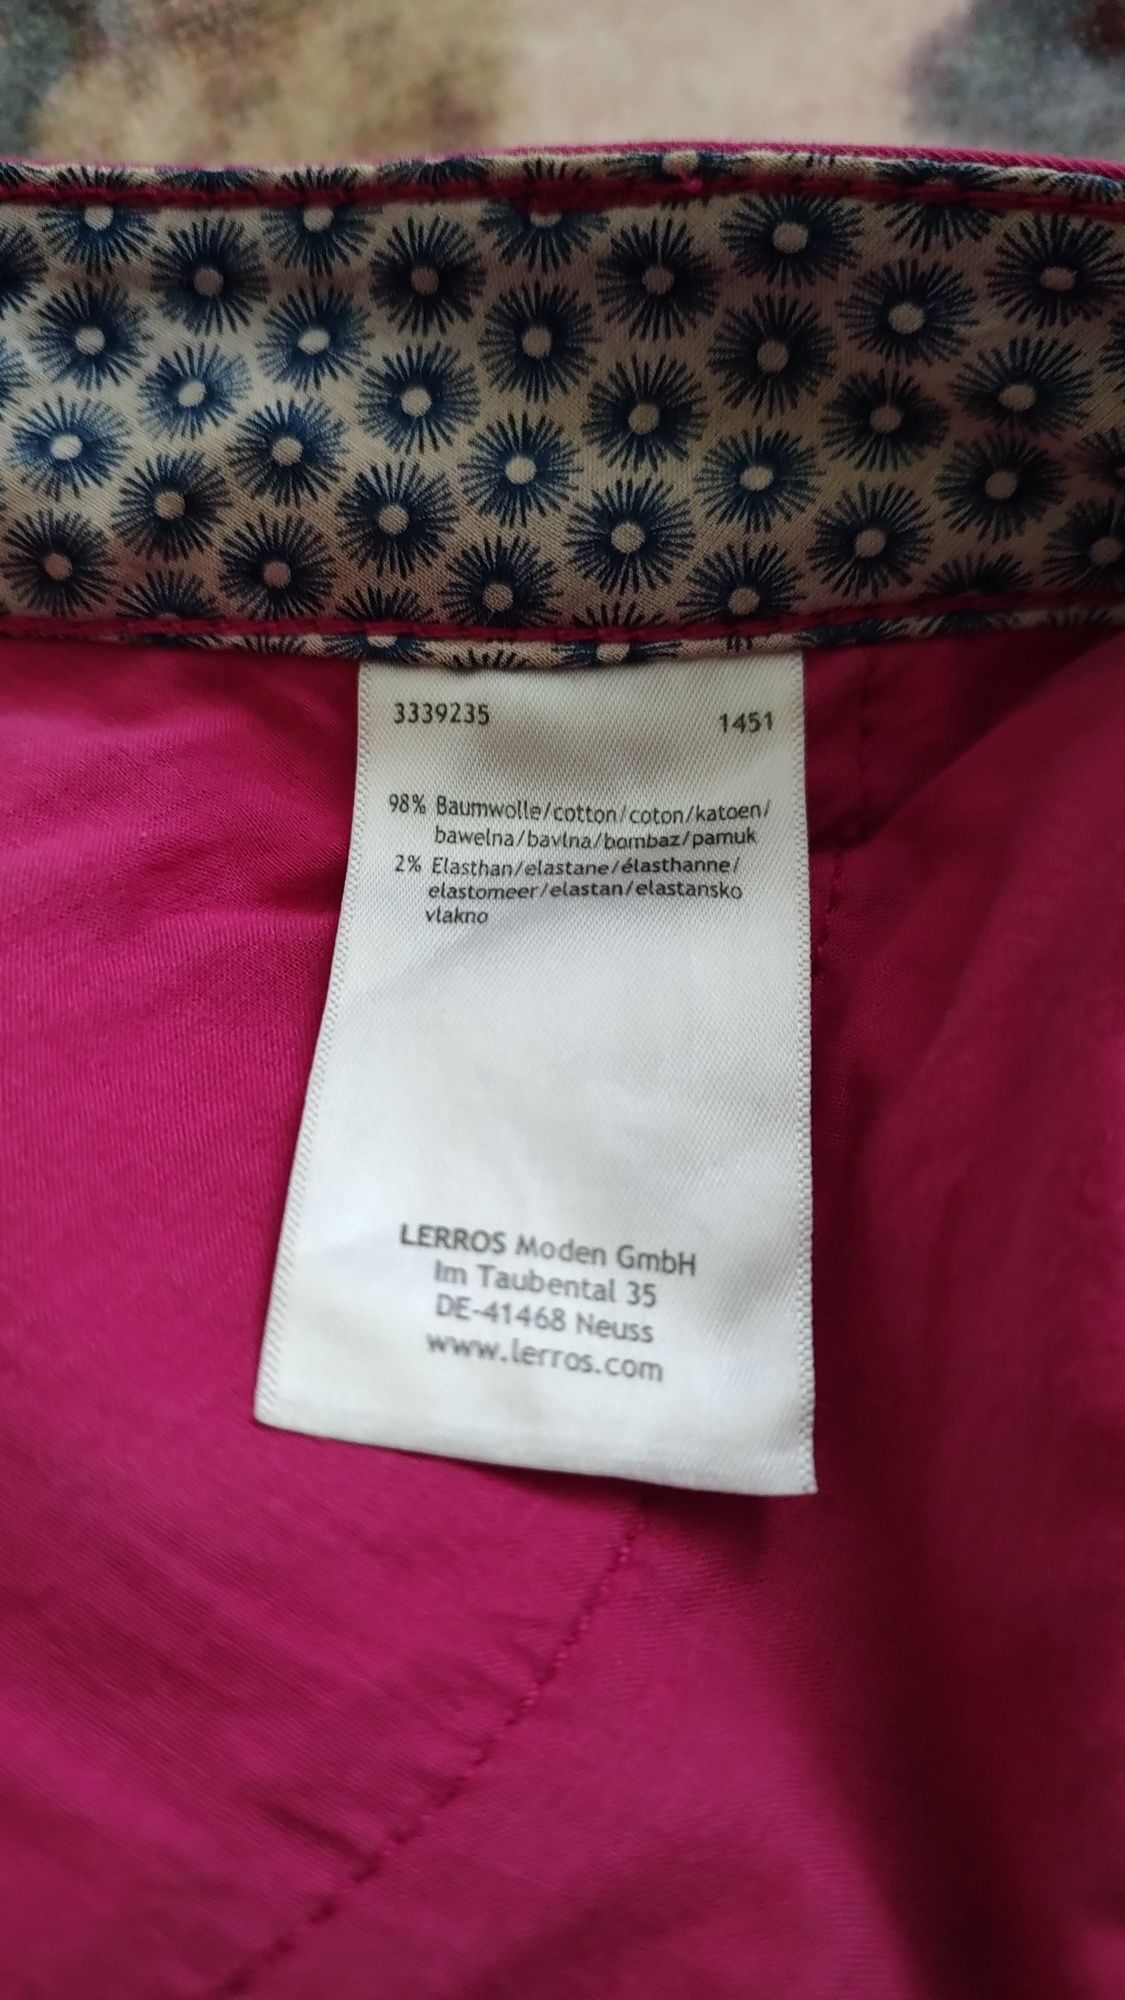 3339235 1451
98% Baumwolle/cotton/coton/katoen/
bawelna/bavlna/bombaz/pamuk
2% Elasthan/elastane/élasthanne/
elastomeer/elastan/elastansko
vlakno
LERROS Moden GmbH
Im Taubental 35
DE-41468 Neuss
www.lerros.com